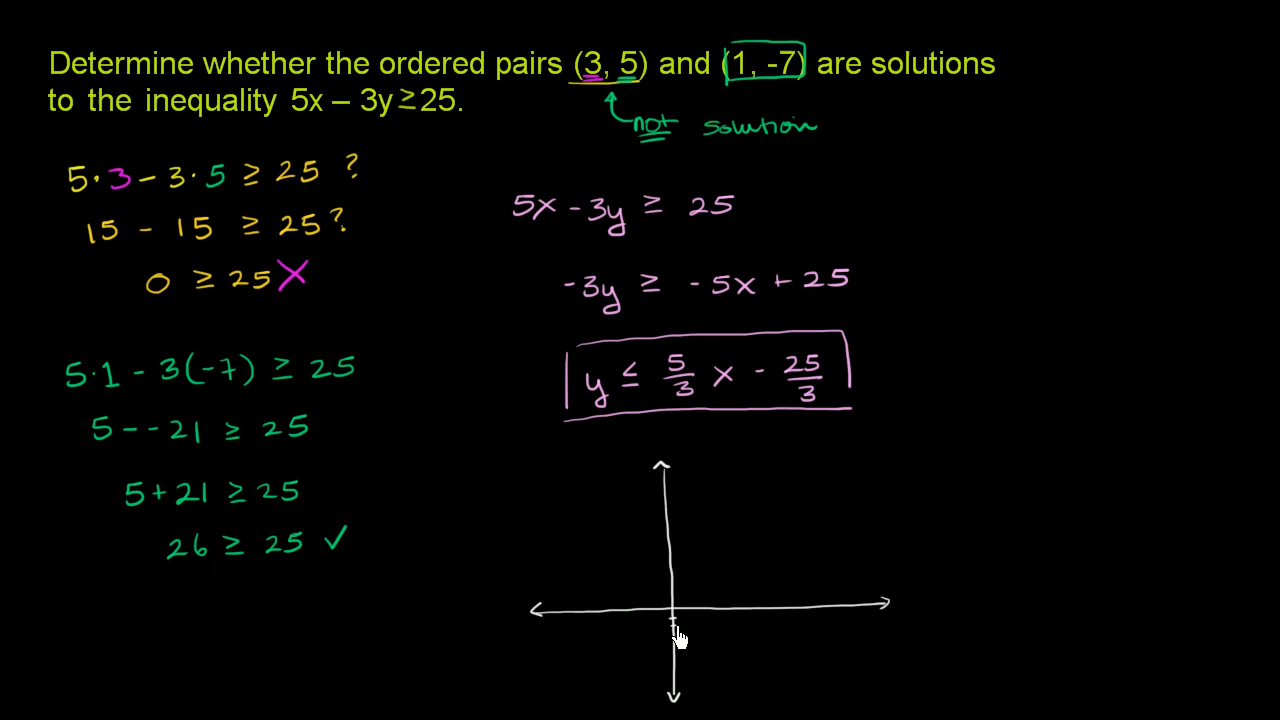 Determine whether the ordered pairs (3, 5) and (1, -7) are solutions
to the inequality 5x – 3y ≥ 25.
not solution
5·3 - 3·5 ≥ 25 ?
15 - 15 ≥ 25 ?
0 ≥ 25 X
5·1 - 3(-7) ≥ 25
5 - -21 ≥ 25
5 + 21 ≥ 25
26 ≥ 25 ✓
5x - 3y ≥ 25
-3y ≥ -5x + 25
y ≤ 5/3 x - 25/3